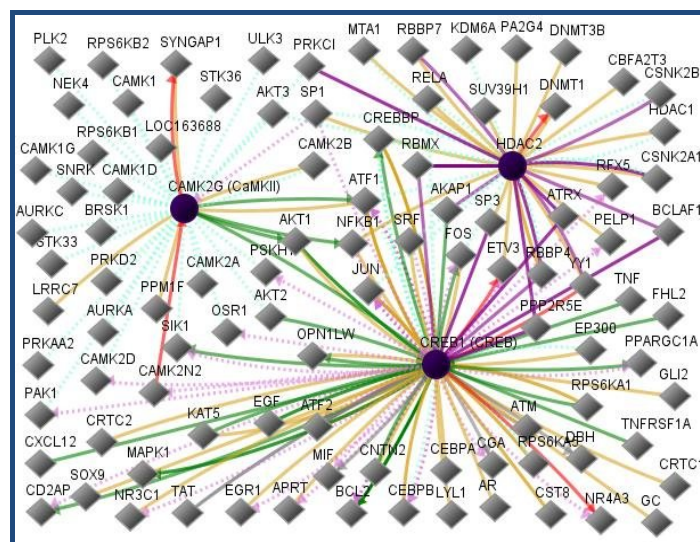 MTA1
RBBP7
KDM6A
PA2G4
DNMT3B
PLK2
RPS6KB2
SYNGAP1
ULK3
PRKCI
CBFA2T3
STK36
RELA
SUV39H1
DNMT1
CSNK2B
NEK4
CAMK1
AKT3
SP1
HDAC1
RPS6KB1
LOC163688
CAMK2B
CREBBP
RBMX
HDAC2
CSNK2A1
CAMK1G
SNRK
CAMK1D
RFX5
CAMK2G (CaMKII)
ATF1
AKAP1
SP3
ATRX
AURKC
BRSK1
AKT1
NFKB1
SRF
FOS
PELP1
BCLAF1
STK33
PRKD2
CAMK2A
PSKH1
JUN
ETV3
RBBP4
YY1
LRRC7
PPM1F
TNF
AURKA
OSR1
AKT2
PPP2R5E
FHL2
PRKAA2
SIK1
OPN1LW
CREB1 (CREB)
EP300
PPARGC1A
CAMK2D
CAMK2N2
PAK1
RPS6KA1
GLI2
CRTC2
KAT5
EGF
ATF2
ATM
CXCL12
MAPK1
CNTN2
CEBPA
CGA
RPS6KA5
DBH
TNFRSF1A
SOX9
MIF
CRTC1
CD2AP
NR3C1
TAT
EGR1
APRT
BCL2
CEBPB
LYL1
AR
CST8
NR4A3
GC